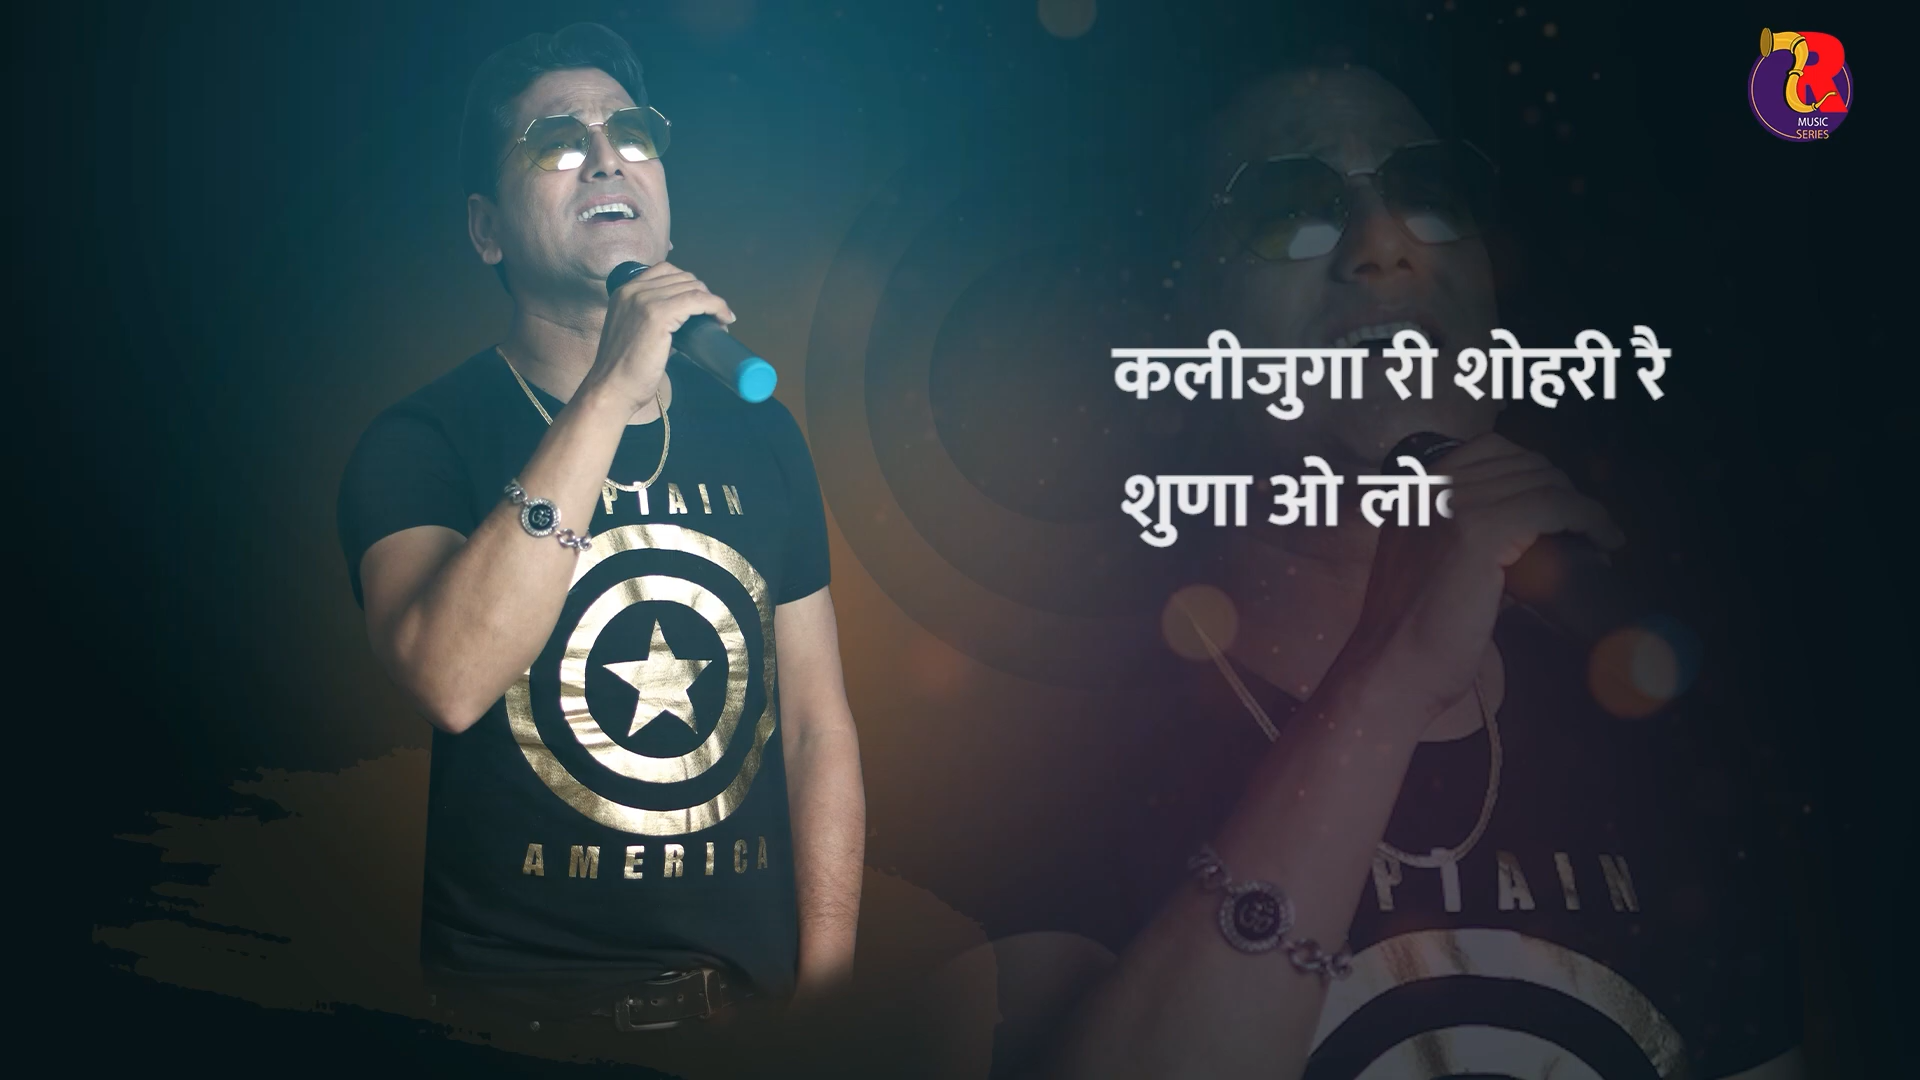 R
MUSIC
SERIES
कलीजुगा री शोहरी रै
शुणा ओ
PTAIN
AMERICA
PTAIN